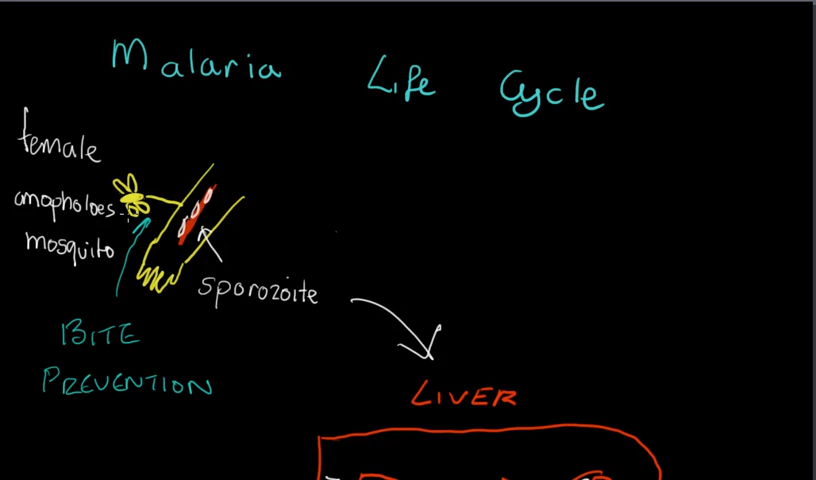 Malaria Life Cycle
female
anopholoes
mosquito
sporozoite
BITE
PREVENTION
LIVER